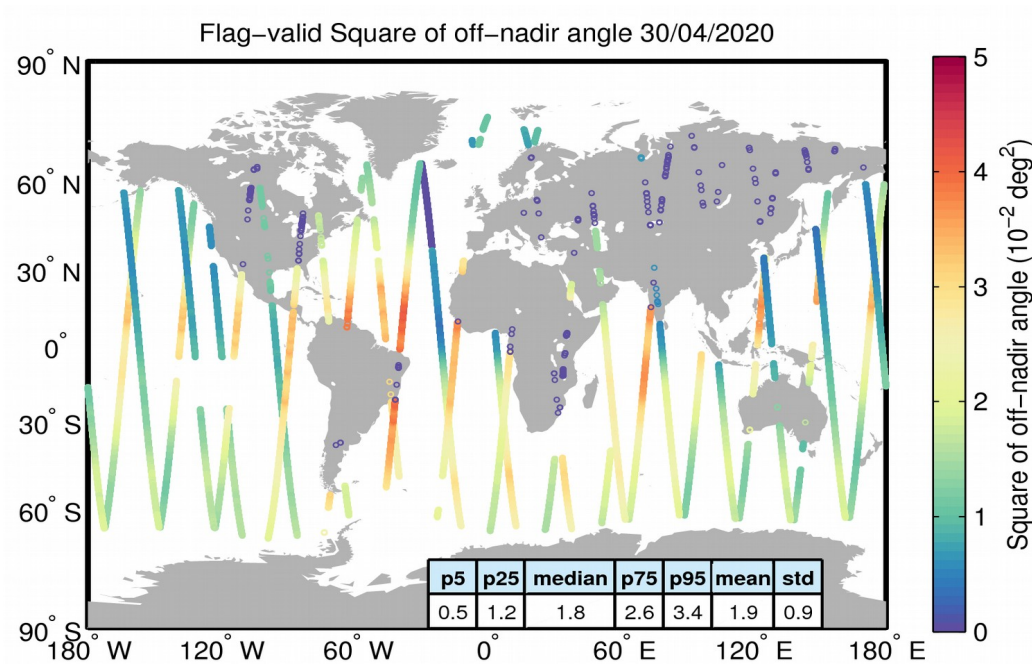 Flag-valid Square of off-nadir angle 30/04/2020
90° N
60° N
30° N
0°
30° S
60° S
90° S
180° W
120° W
60° W
0°
60° E
120° E
180° E
p5 p25 median p75 p95 mean std
0.5 1.2 1.8 2.6 3.4 1.9 0.9
5
4
3
2
1
0
Square of off-nadir angle (10⁻² deg²)